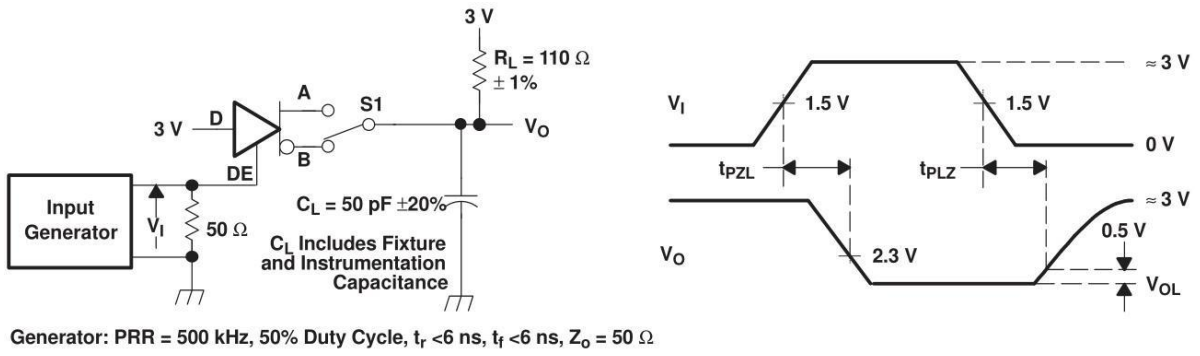 3 V
R_L = 110 Ω
± 1%
A
S1
3 V
D
V_O
B
DE
Input
Generator
V_I
50 Ω
C_L = 50 pF ±20%
C_L Includes Fixture
and Instrumentation
Capacitance
Generator: PRR = 500 kHz, 50% Duty Cycle, t_r <6 ns, t_f <6 ns, Z_o = 50 Ω
≈ 3 V
V_I
1.5 V
1.5 V
0 V
t_PZL
t_PLZ
≈ 3 V
0.5 V
V_O
2.3 V
V_OL